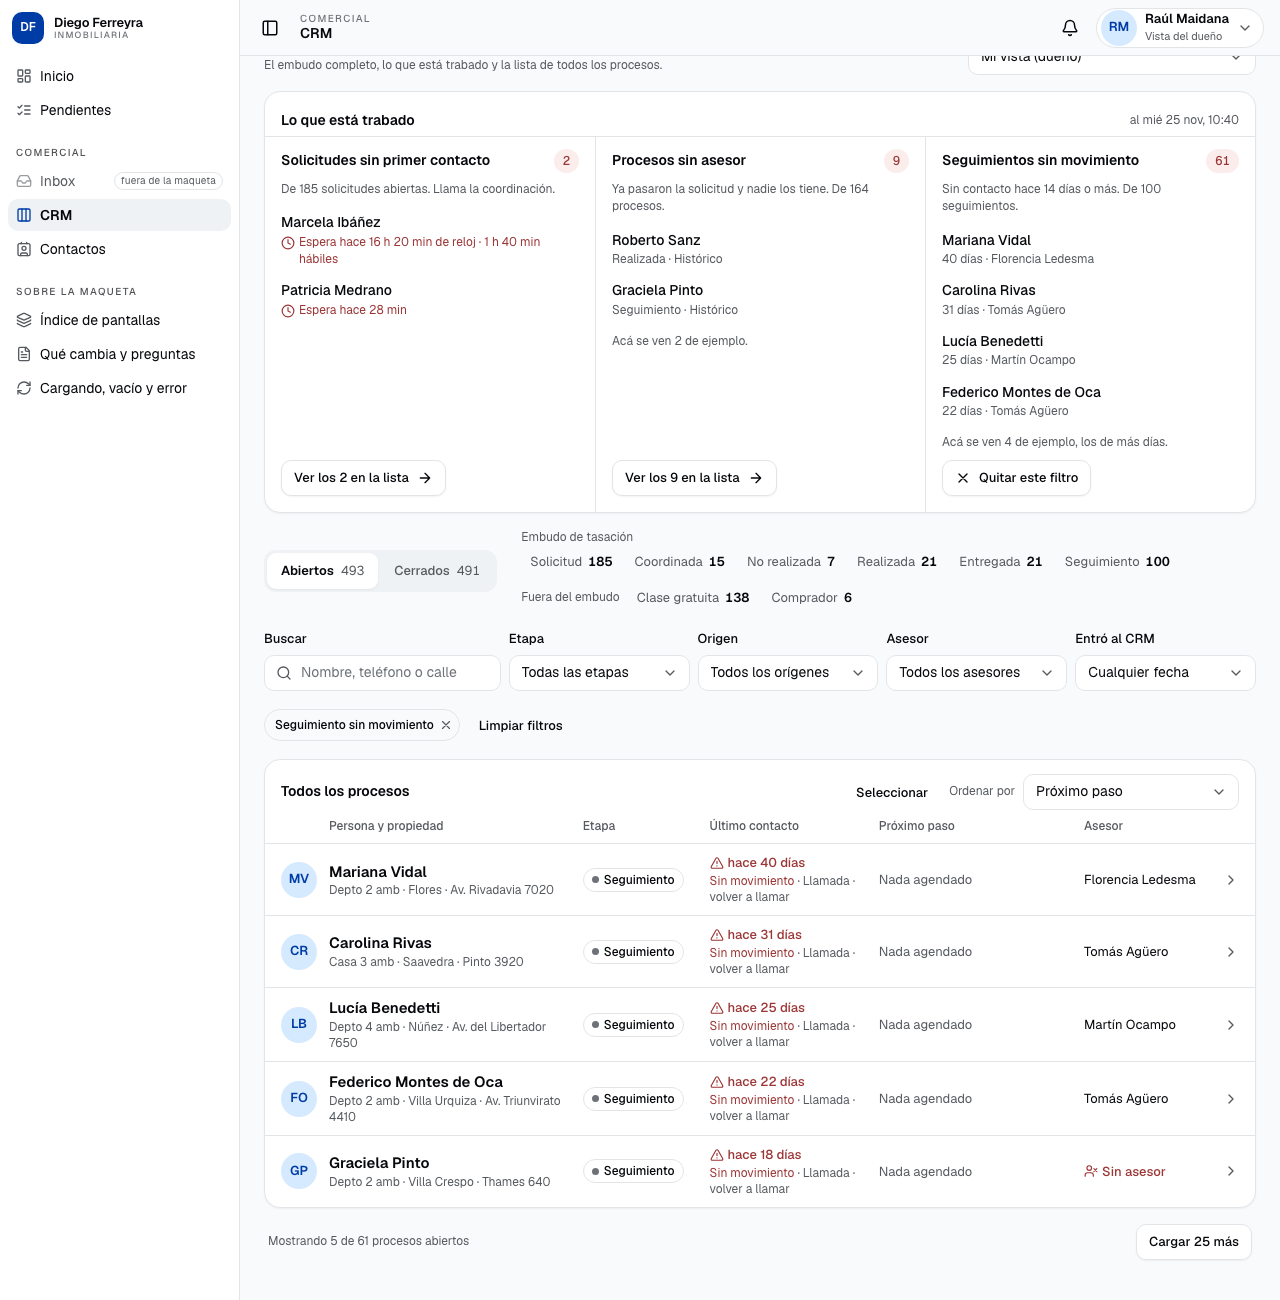 DF
Diego Ferreyra
INMOBILIARIA
Inicio
Pendientes
COMERCIAL
Inbox
fuera de la maqueta
CRM
Contactos
SOBRE LA MAQUETA
Índice de pantallas
Qué cambia y preguntas
Cargando, vacío y error
COMERCIAL
CRM
RM
Raúl Maidana
Vista del dueño
El embudo completo, lo que está trabado y la lista de todos los procesos.
Mi vista (dueño)
Lo que está trabado
al mié 25 nov, 10:40
Solicitudes sin primer contacto
2
De 185 solicitudes abiertas. Llama la coordinación.
Marcela Ibáñez
Espera hace 16 h 20 min de reloj · 1 h 40 min
hábiles
Patricia Medrano
Espera hace 28 min
Ver los 2 en la lista
Procesos sin asesor
9
Ya pasaron la solicitud y nadie los tiene. De 164
procesos.
Roberto Sanz
Realizada · Histórico
Graciela Pinto
Seguimiento · Histórico
Acá se ven 2 de ejemplo.
Ver los 9 en la lista
Seguimientos sin movimiento
61
Sin contacto hace 14 días o más. De 100
seguimientos.
Mariana Vidal
40 días · Florencia Ledesma
Carolina Rivas
31 días · Tomás Agüero
Lucía Benedetti
25 días · Martín Ocampo
Federico Montes de Oca
22 días · Tomás Agüero
Acá se ven 4 de ejemplo, los de más días.
Quitar este filtro
Abiertos 493
Cerrados 491
Embudo de tasación
Solicitud 185
Coordinada 15
No realizada 7
Realizada 21
Entregada 21
Seguimiento 100
Fuera del embudo
Clase gratuita 138
Comprador 6
Buscar
Nombre, teléfono o calle
Etapa
Todas las etapas
Origen
Todos los orígenes
Asesor
Todos los asesores
Entró al CRM
Cualquier fecha
Seguimiento sin movimiento
Limpiar filtros
Todos los procesos
Seleccionar
Ordenar por
Próximo paso
Persona y propiedad
Etapa
Último contacto
Próximo paso
Asesor
MV
Mariana Vidal
Depto 2 amb · Flores · Av. Rivadavia 7020
Seguimiento
hace 40 días
Sin movimiento · Llamada ·
volver a llamar
Nada agendado
Florencia Ledesma
CR
Carolina Rivas
Casa 3 amb · Saavedra · Pinto 3920
Seguimiento
hace 31 días
Sin movimiento · Llamada ·
volver a llamar
Nada agendado
Tomás Agüero
LB
Lucía Benedetti
Depto 4 amb · Núñez · Av. del Libertador
7650
Seguimiento
hace 25 días
Sin movimiento · Llamada ·
volver a llamar
Nada agendado
Martín Ocampo
FO
Federico Montes de Oca
Depto 2 amb · Villa Urquiza · Av. Triunvirato
4410
Seguimiento
hace 22 días
Sin movimiento · Llamada ·
volver a llamar
Nada agendado
Tomás Agüero
GP
Graciela Pinto
Depto 2 amb · Villa Crespo · Thames 640
Seguimiento
hace 18 días
Sin movimiento · Llamada ·
volver a llamar
Nada agendado
Sin asesor
Mostrando 5 de 61 procesos abiertos
Cargar 25 más